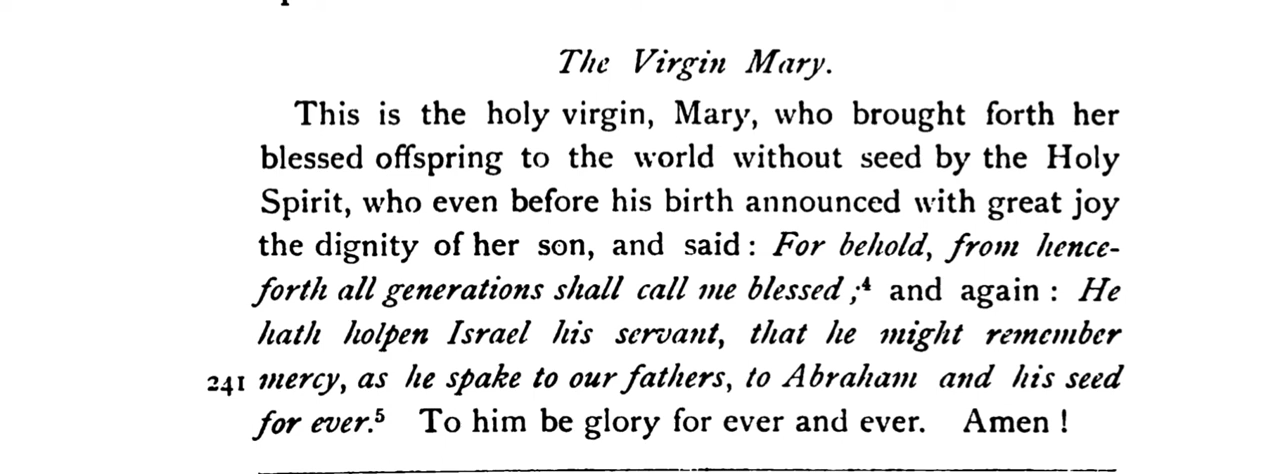 The Virgin Mary.
This is the holy virgin, Mary, who brought forth her
blessed offspring to the world without seed by the Holy
Spirit, who even before his birth announced with great joy
the dignity of her son, and said : For behold, from hence-
forth all generations shall call me blessed ;⁴ and again : He
hath holpen Israel his servant, that he might remember
241 mercy, as he spake to our fathers, to Abraham and his seed
for ever.⁵ To him be glory for ever and ever. Amen !